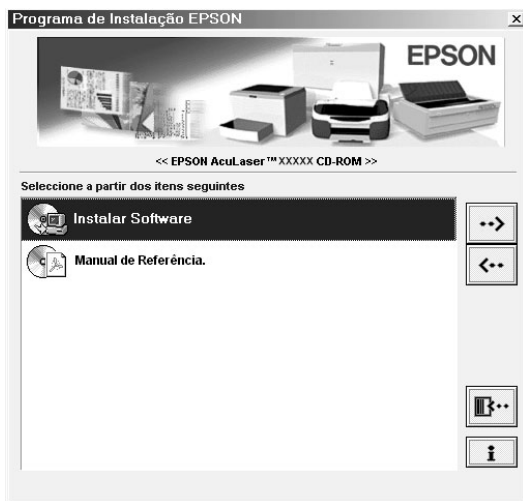 Programa de Instalação EPSON
EPSON
<< EPSON AcuLaser™ XXXXX CD-ROM >>
Seleccione a partir dos itens seguintes
Instalar Software
Manual de Referência.